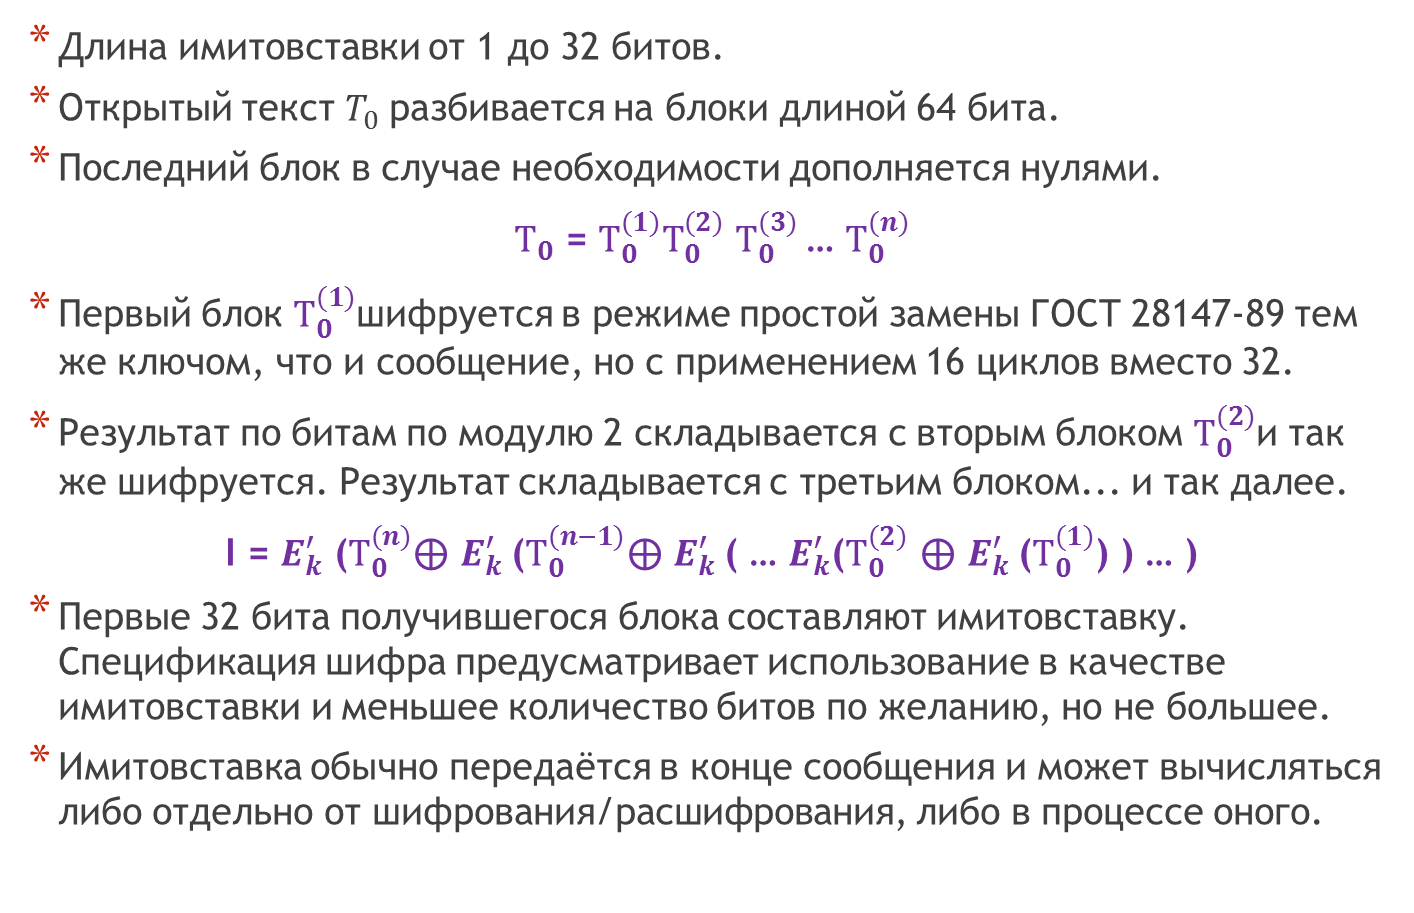 * Длина имитовставки от 1 до 32 битов.
* Открытый текст 𝑇₀ разбивается на блоки длиной 64 бита.
* Последний блок в случае необходимости дополняется нулями.
T₀ = T₀⁽¹⁾T₀⁽²⁾ T₀⁽³⁾ … T₀⁽ⁿ⁾
* Первый блок T₀⁽¹⁾шифруется в режиме простой замены ГОСТ 28147-89 тем
же ключом, что и сообщение, но с применением 16 циклов вместо 32.
* Результат по битам по модулю 2 складывается с вторым блоком T₀⁽²⁾и так
же шифруется. Результат складывается с третьим блоком... и так далее.
I = E′ₖ (T₀⁽ⁿ⁾⊕ E′ₖ (T₀⁽ⁿ⁻¹⁾⊕ E′ₖ ( … E′ₖ(T₀⁽²⁾ ⊕ E′ₖ (T₀⁽¹⁾) ) … )
* Первые 32 бита получившегося блока составляют имитовставку.
Спецификация шифра предусматривает использование в качестве
имитовставки и меньшее количество битов по желанию, но не большее.
* Имитовставка обычно передаётся в конце сообщения и может вычисляться
либо отдельно от шифрования/расшифрования, либо в процессе оного.